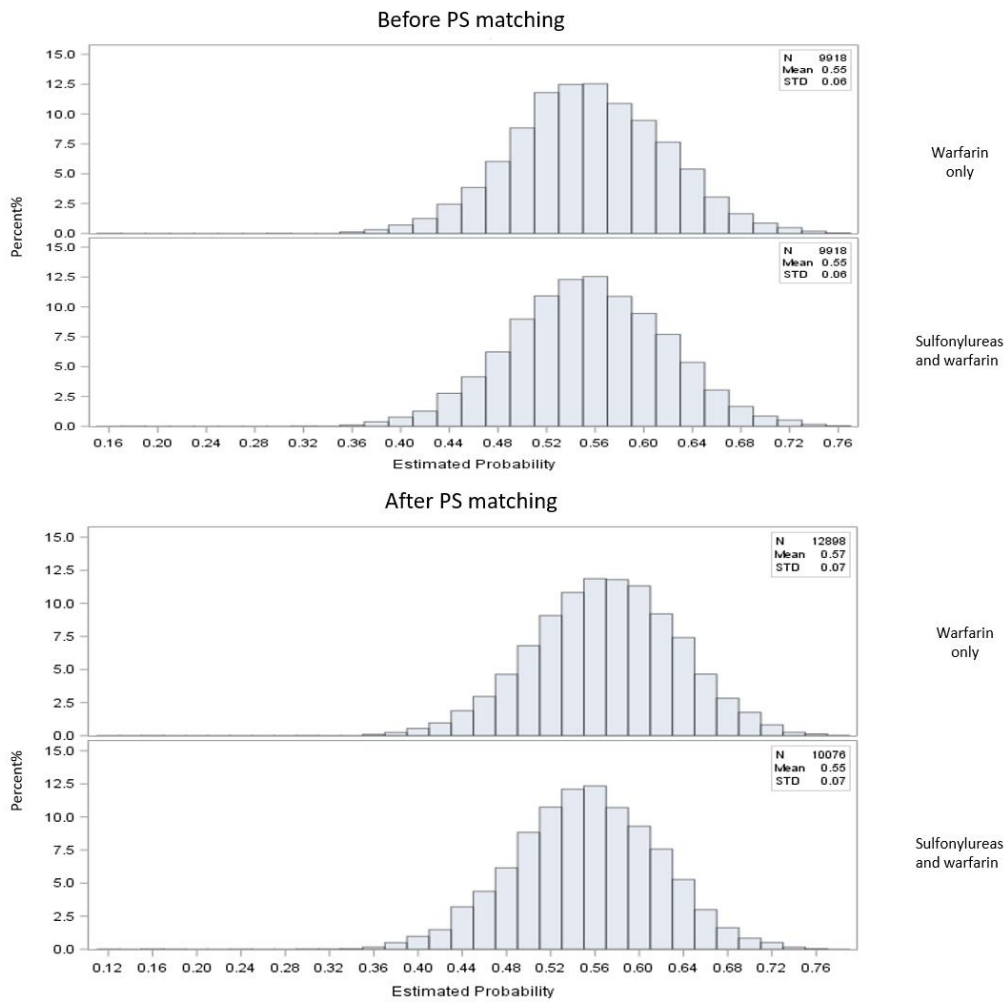 Before PS matching
15.0
12.5
10.0
7.5
5.0
2.5
0.0
N 9918
Mean 0.55
STD 0.06
Warfarin
only
Percent%
15.0
12.5
10.0
7.5
5.0
2.5
0.0
N 9918
Mean 0.55
STD 0.06
Sulfonylureas
and warfarin
0.16 0.20 0.24 0.28 0.32 0.36 0.40 0.44 0.48 0.52 0.56 0.60 0.64 0.68 0.72 0.76
Estimated Probability
After PS matching
15.0
12.5
10.0
7.5
5.0
2.5
0.0
N 12898
Mean 0.57
STD 0.07
Warfarin
only
Percent%
15.0
12.5
10.0
7.5
5.0
2.5
0.0
N 10076
Mean 0.55
STD 0.07
Sulfonylureas
and warfarin
0.12 0.16 0.20 0.24 0.28 0.32 0.36 0.40 0.44 0.48 0.52 0.56 0.60 0.64 0.68 0.72 0.76
Estimated Probability